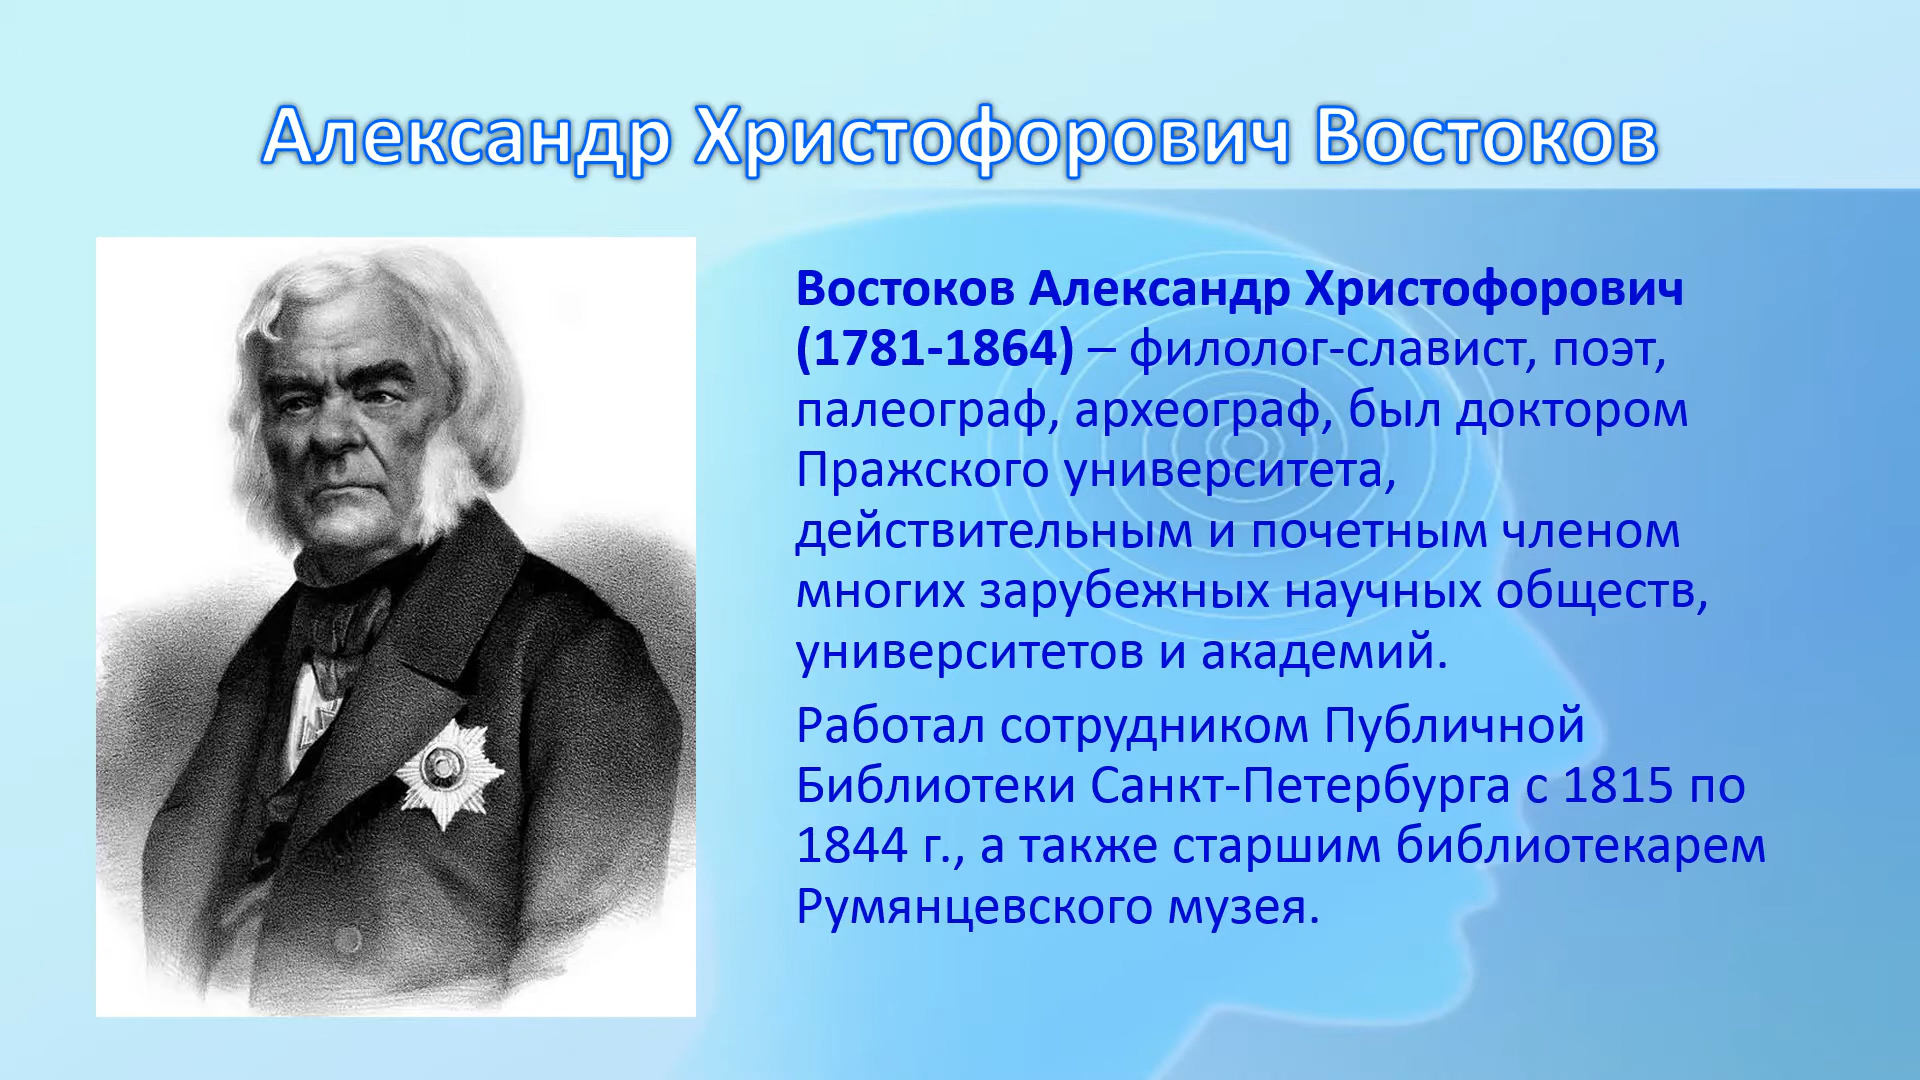 Александр Христофорович Востоков
Востоков Александр Христофорович
(1781-1864) – филолог-славист, поэт,
палеограф, археограф, был доктором
Пражского университета,
действительным и почетным членом
многих зарубежных научных обществ,
университетов и академий.
Работал сотрудником Публичной
Библиотеки Санкт-Петербурга с 1815 по
1844 г., а также старшим библиотекарем
Румянцевского музея.